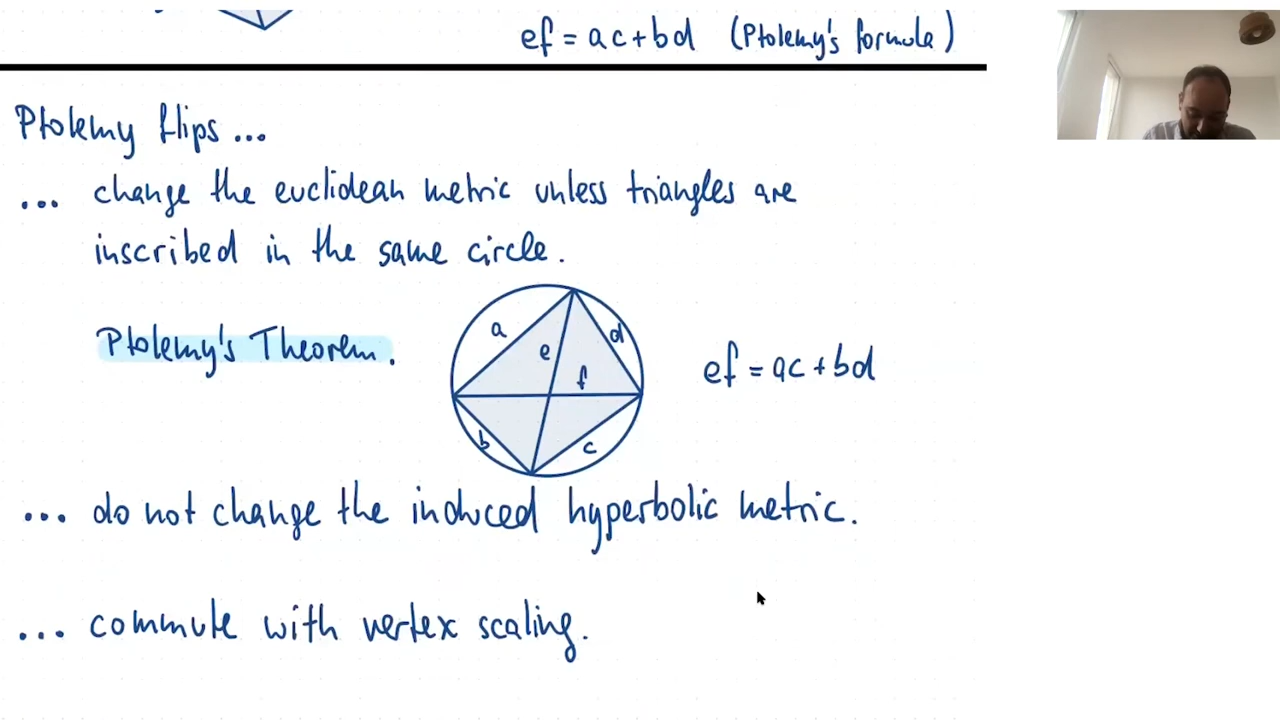 ef = ac + bd (Ptolemy's formula)
Ptolemy flips ...
... change the euclidean metric unless triangles are
inscribed in the same circle.
Ptolemy's Theorem.
a
d
e
f
b
c
ef = ac + bd
... do not change the induced hyperbolic metric.
... commute with vertex scaling.